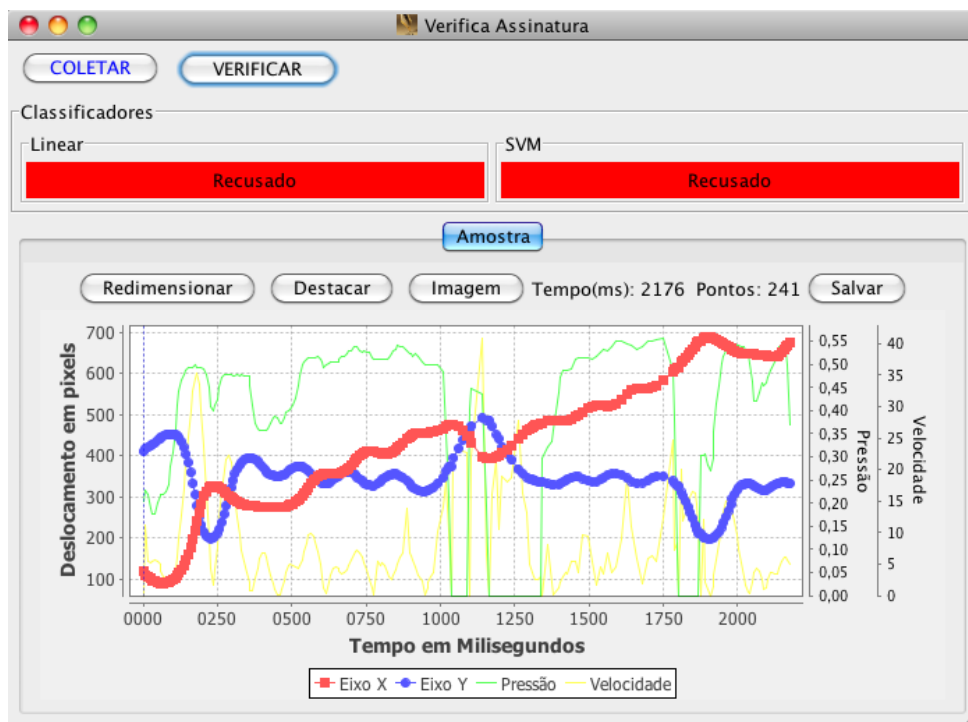 Verifica Assinatura
COLETAR VERIFICAR
Classificadores
Linear SVM
Recusado Recusado
Amostra
Redimensionar Destacar Imagem Tempo(ms): 2176 Pontos: 241 Salvar
Deslocamento em pixels
700
600
500
400
300
200
100
0,55
0,50
0,45
0,40
0,35
0,30
0,25
0,20
0,15
0,10
0,05
0,00
Pressão
40
35
30
25
20
15
10
5
0
Velocidade
0000 0250 0500 0750 1000 1250 1500 1750 2000
Tempo em Milisegundos
Eixo X Eixo Y Pressão Velocidade